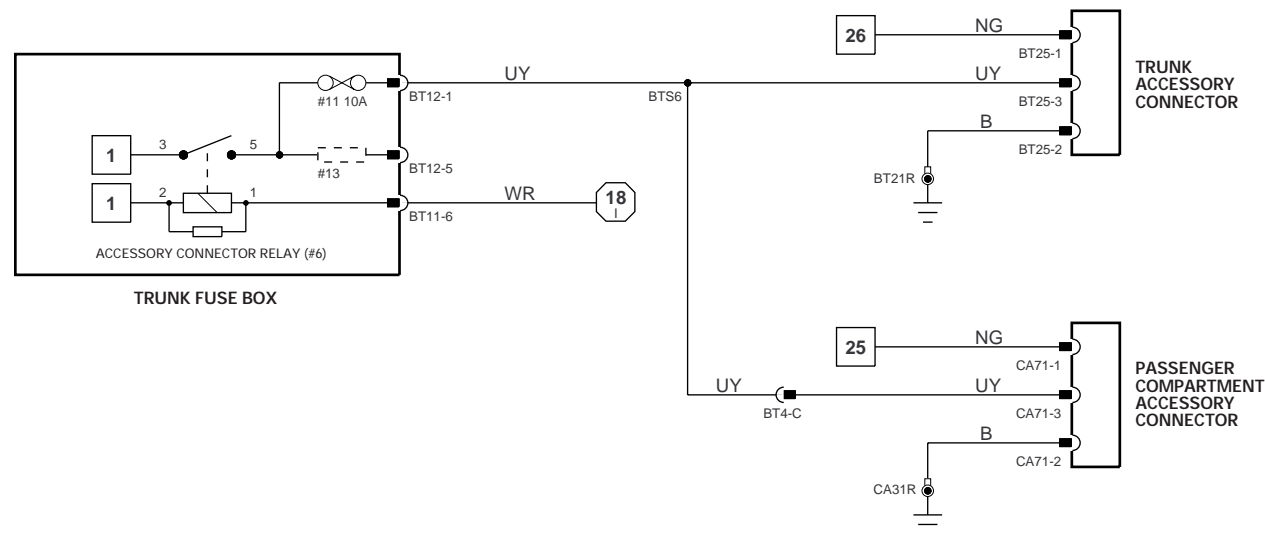 26
NG
BT25-1
UY
BT12-1
#11 10A
BTS6
UY
BT25-3
TRUNK
ACCESSORY
CONNECTOR
B
BT25-2
1
3
5
#13
BT12-5
BT21R
1
2
1
BT11-6
WR
18
I
ACCESSORY CONNECTOR RELAY (#6)
TRUNK FUSE BOX
25
NG
CA71-1
UY
BT4-C
UY
CA71-3
PASSENGER
COMPARTMENT
ACCESSORY
CONNECTOR
B
CA71-2
CA31R